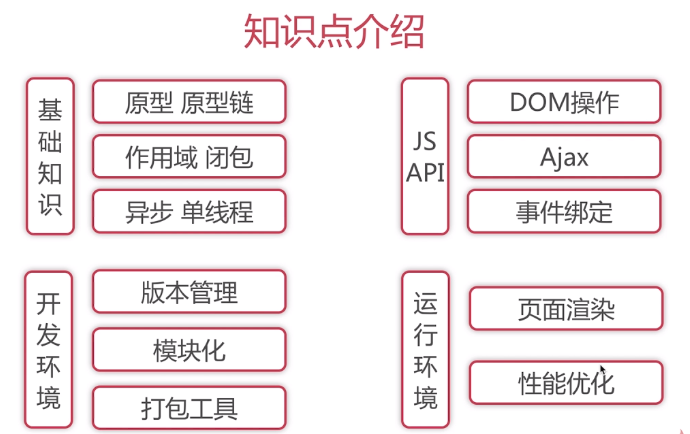 知识点介绍
基础知识
原型 原型链
作用域 闭包
异步 单线程
JS API
DOM操作
Ajax
事件绑定
开发环境
版本管理
模块化
打包工具
运行环境
页面渲染
性能优化